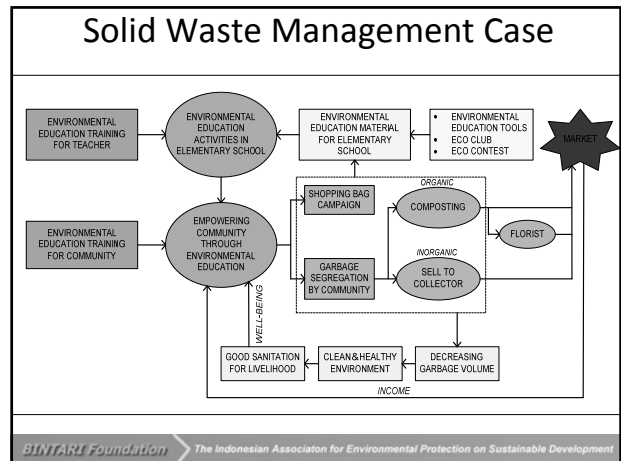 Solid Waste Management Case
ENVIRONMENTAL
EDUCATION TRAINING
FOR TEACHER
ENVIRONMENTAL
EDUCATION
ACTIVITIES IN
ELEMENTARY SCHOOL
ENVIRONMENTAL
EDUCATION MATERIAL
FOR ELEMENTARY
SCHOOL
• ENVIRONMENTAL
EDUCATION TOOLS
• ECO CLUB
• ECO CONTEST
MARKET
ENVIRONMENTAL
EDUCATION TRAINING
FOR COMMUNITY
EMPOWERING
COMMUNITY
THROUGH
ENVIRONMENTAL
EDUCATION
SHOPPING BAG
CAMPAIGN
ORGANIC
COMPOSTING
FLORIST
GARBAGE
SEGREGATION
BY COMMUNITY
INORGANIC
SELL TO
COLLECTOR
WELL-BEING
GOOD SANITATION
FOR LIVELIHOOD
CLEAN&HEALTHY
ENVIRONMENT
DECREASING
GARBAGE VOLUME
INCOME
BINTARI Foundation
The Indonesian Associaton for Environmental Protection on Sustainable Development